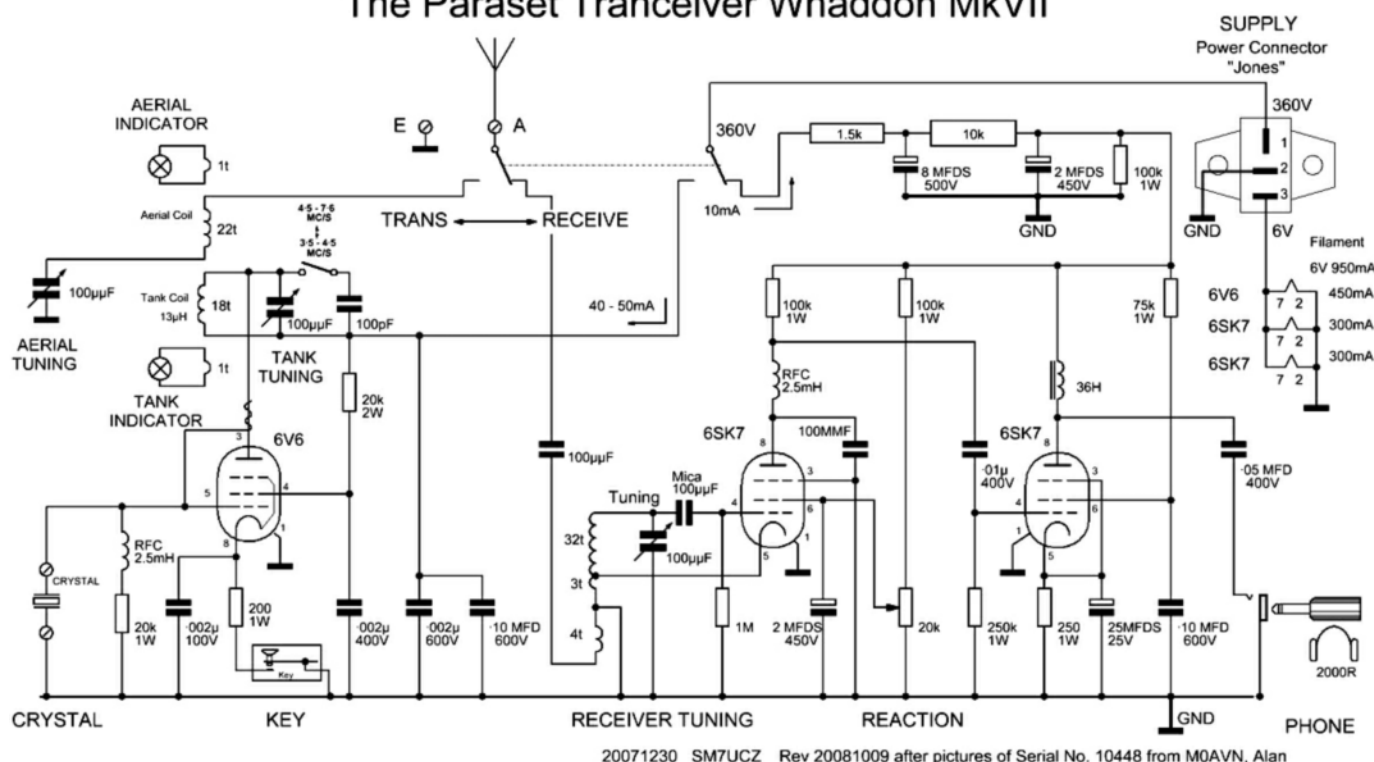 The Paraset Tranceiver Whaddon MkVII
SUPPLY
Power Connector
"Jones"
360V
1
2
3
GND
6V
Filament
6V 950mA
6V6
7 2
450mA
6SK7
7 2
300mA
6SK7
7 2
300mA
AERIAL
INDICATOR
1t
E
A
360V
1.5k
10k
8 MFDS
500V
2 MFDS
450V
100k
1W
10mA
GND
Aerial Coil
22t
4·5 - 7·6
MC/S
3·5 - 4·5
MC/S
TRANS
RECEIVE
100µµF
AERIAL
TUNING
Tank Coil
13µH
18t
100µµF
100pF
TANK
TUNING
40 - 50mA
1t
TANK
INDICATOR
20k
2W
100k
1W
100k
1W
75k
1W
RFC
2.5mH
36H
6V6
3
5
4
8
1
100µµF
6SK7
100MMF
8
3
4
6
5
1
Mica
100µµF
Tuning
32t
100µµF
3t
4t
·01µ
400V
6SK7
8
3
4
6
1
5
·05 MFD
400V
CRYSTAL
RFC
2.5mH
20k
1W
·002µ
100V
200
1W
Key
·002µ
400V
·002µ
600V
·10 MFD
600V
1M
2 MFDS
450V
20k
250k
1W
250
1W
25MFDS
25V
·10 MFD
600V
2000R
CRYSTAL
KEY
RECEIVER TUNING
REACTION
GND
PHONE
20071230 SM7UCZ Rev 20081009 after pictures of Serial No. 10448 from M0AVN, Alan